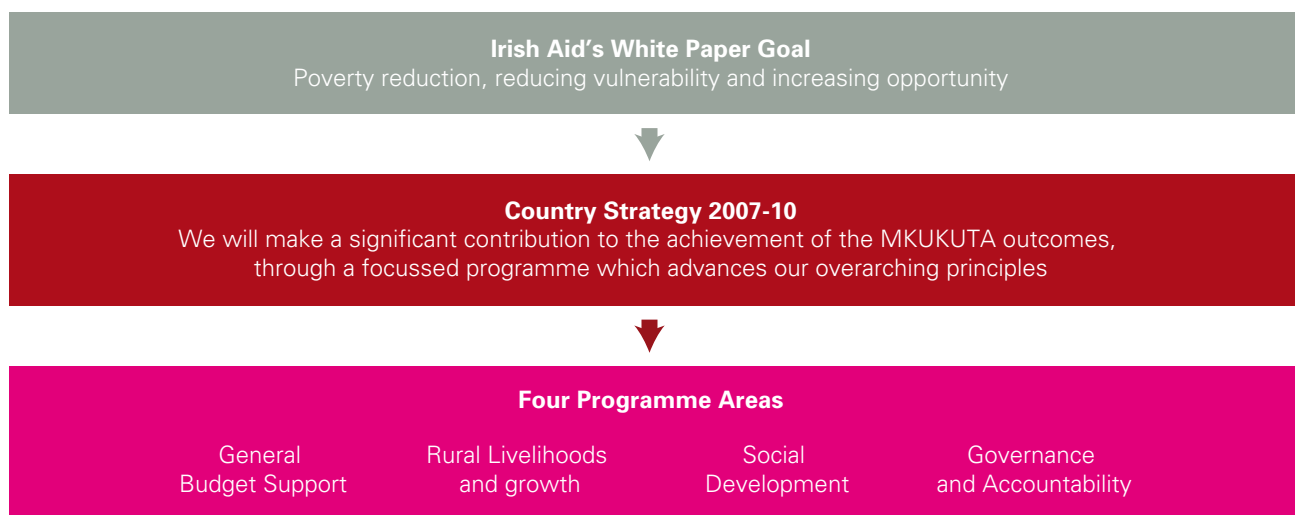 Irish Aid’s White Paper Goal
Poverty reduction, reducing vulnerability and increasing opportunity
Country Strategy 2007-10
We will make a significant contribution to the achievement of the MKUKUTA outcomes,
through a focussed programme which advances our overarching principles
Four Programme Areas
General
Budget Support
Rural Livelihoods
and growth
Social
Development
Governance
and Accountability